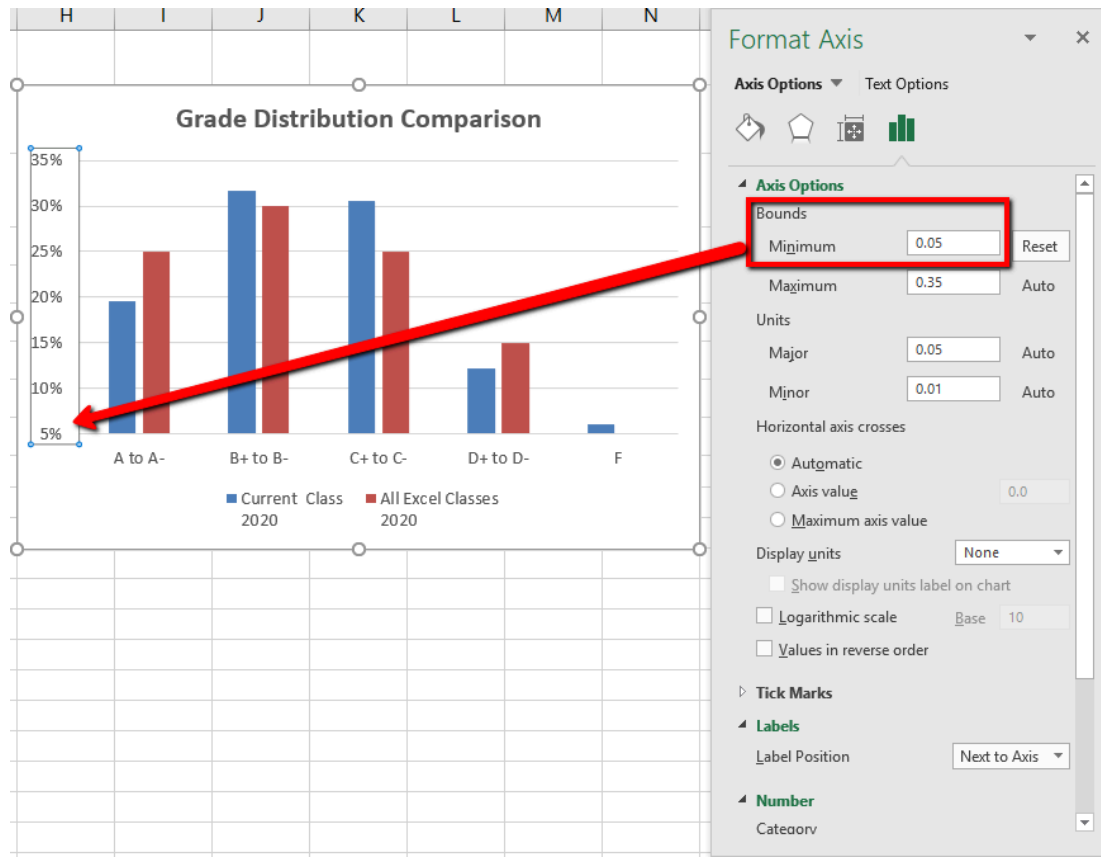 H I J K L M N
Grade Distribution Comparison
35%
30%
25%
20%
15%
10%
5%
A to A- B+ to B- C+ to C- D+ to D- F
Current Class 2020
All Excel Classes 2020
Format Axis
Axis Options Text Options
Axis Options
Bounds
Minimum 0.05 Reset
Maximum 0.35 Auto
Units
Major 0.05 Auto
Minor 0.01 Auto
Horizontal axis crosses
Automatic
Axis value 0.0
Maximum axis value
Display units None
Show display units label on chart
Logarithmic scale Base 10
Values in reverse order
Tick Marks
Labels
Label Position Next to Axis
Number
Category